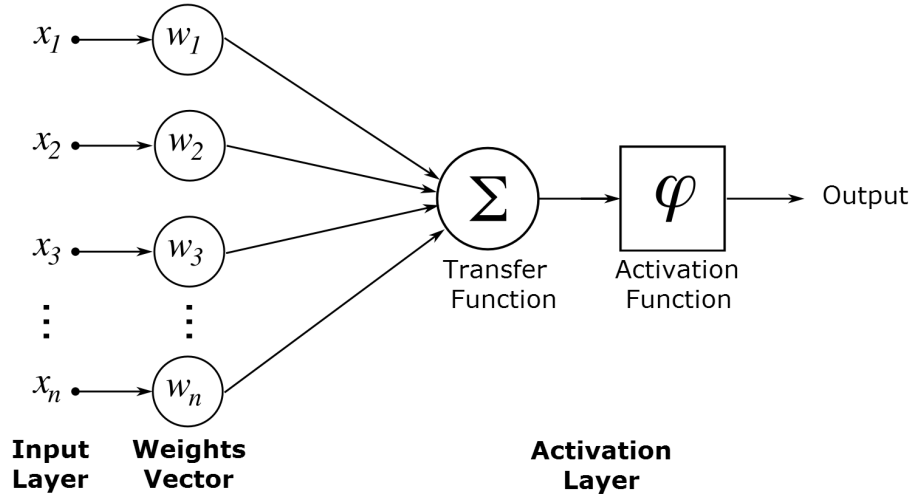 x1 w1
x2 w2
x3 w3
⋮ ⋮
xn wn
Σ
Transfer
Function
φ
Activation
Function
Output
Input
Layer
Weights
Vector
Activation
Layer